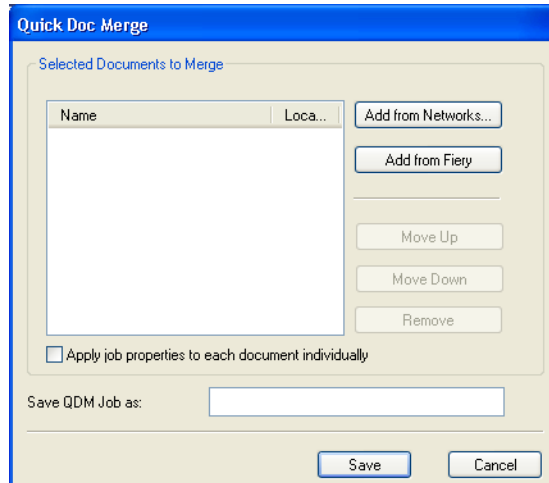 Quick Doc Merge
Selected Documents to Merge
Name Loca...
Add from Networks...
Add from Fiery
Move Up
Move Down
Remove
Apply job properties to each document individually
Save QDM Job as:
Save Cancel